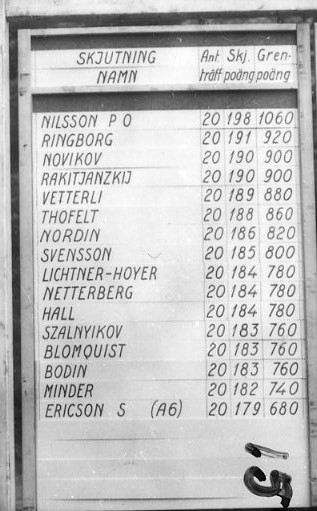 SKJUTNING Ant. Skj. Gren-
NAMN träff poäng poäng
NILSSON P O 20 198 1060
RINGBORG 20 191 920
NOVIKOV 20 190 900
RAKITJANZKIJ 20 190 900
VETTERLI 20 189 880
THOFELT 20 188 860
NORDIN 20 186 820
SVENSSON 20 185 800
LICHTNER-HOYER 20 184 780
NETTERBERG 20 184 780
HALL 20 184 780
SZALNYIKOV 20 183 760
BLOMQUIST 20 183 760
BODIN 20 183 760
MINDER 20 182 740
ERICSON S (A6) 20 179 680